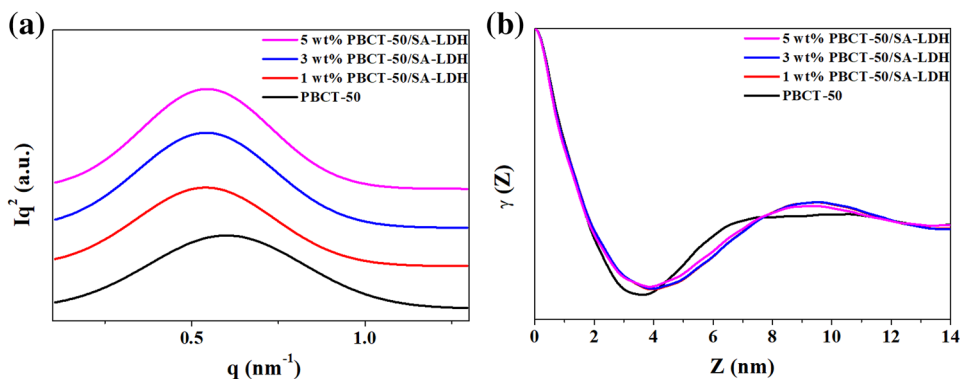 (a)
5 wt% PBCT-50/SA-LDH
3 wt% PBCT-50/SA-LDH
1 wt% PBCT-50/SA-LDH
PBCT-50
Iq² (a.u.)
0.5 1.0
q (nm⁻¹)
(b)
5 wt% PBCT-50/SA-LDH
3 wt% PBCT-50/SA-LDH
1 wt% PBCT-50/SA-LDH
PBCT-50
γ (Z)
0 2 4 6 8 10 12 14
Z (nm)